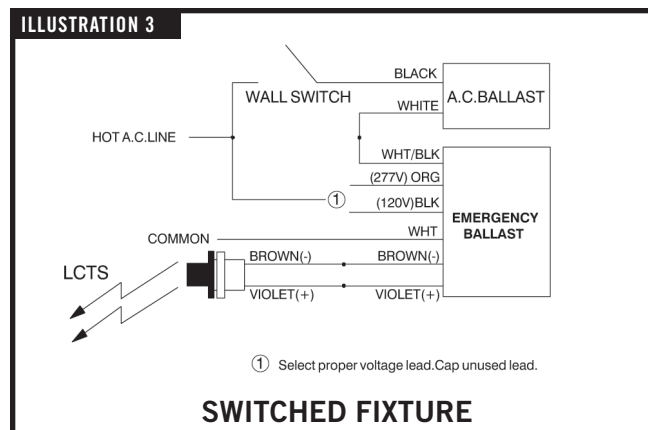 ILLUSTRATION 3
BLACK
WALL SWITCH
A.C.BALLAST
WHITE
HOT A.C.LINE
WHT/BLK
(277V) ORG
①
(120V)BLK
EMERGENCY
BALLAST
WHT
COMMON
BROWN(-) BROWN(-)
LCTS
VIOLET(+) VIOLET(+)
① Select proper voltage lead.Cap unused lead.
SWITCHED FIXTURE